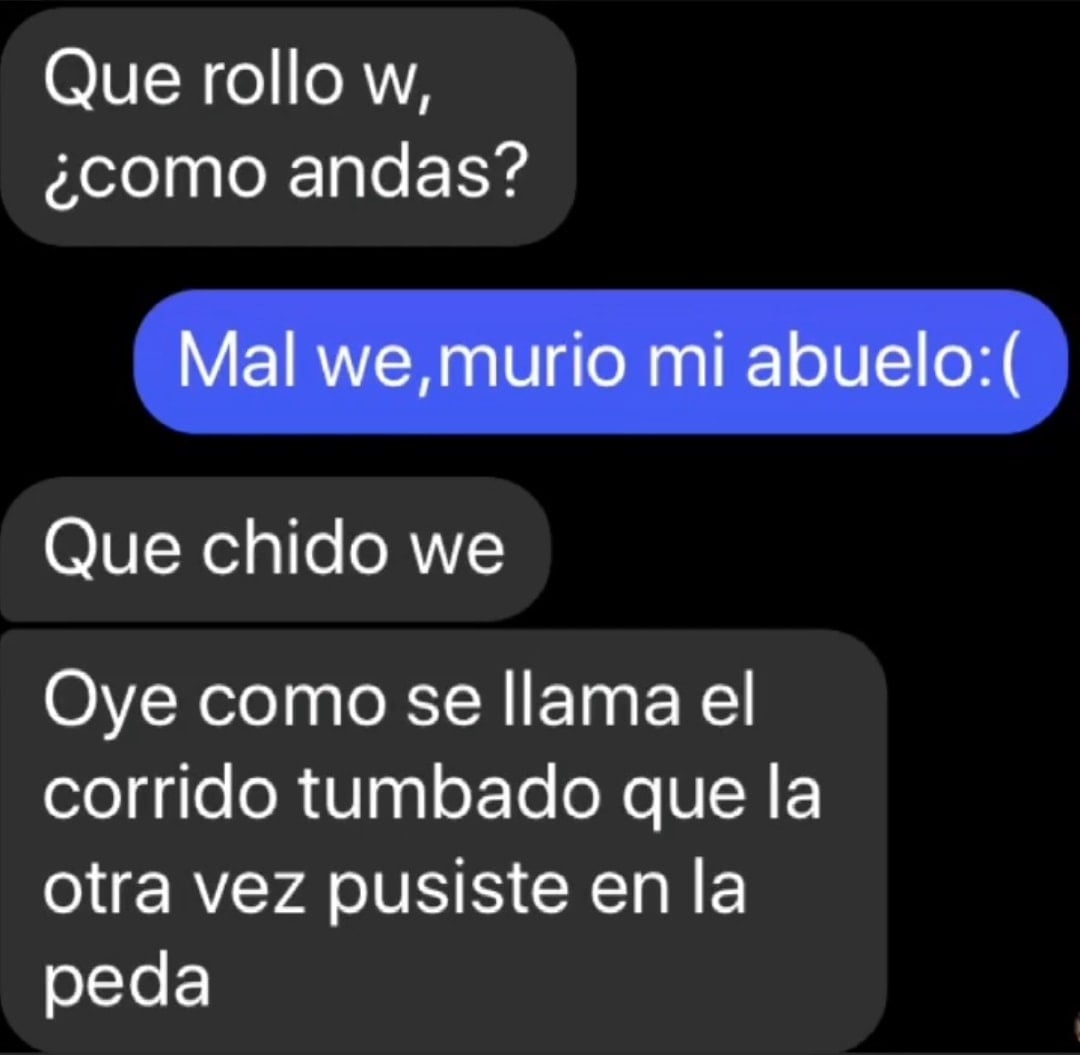 Que rollo w,
¿como andas?
Mal we,murio mi abuelo:(
Que chido we
Oye como se llama el
corrido tumbado que la
otra vez pusiste en la
peda